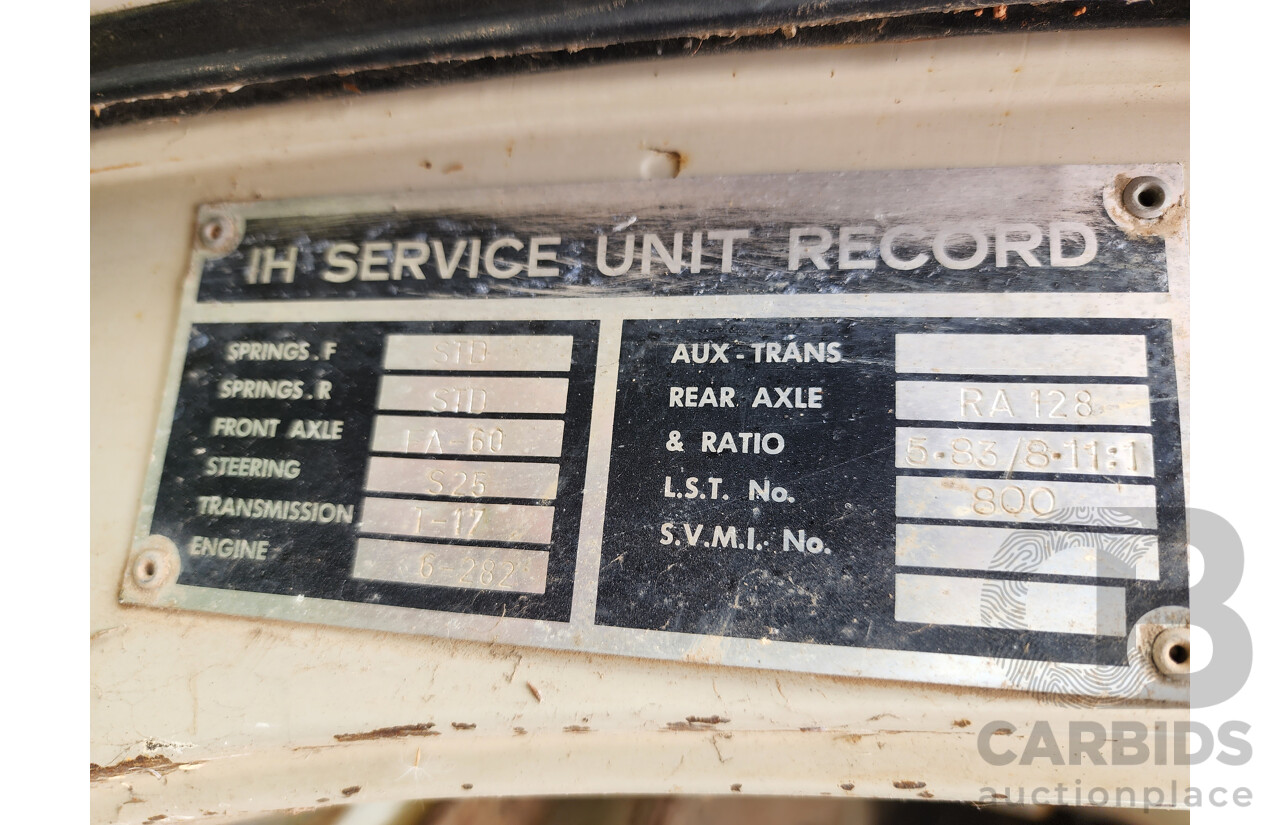 IH SERVICE UNIT RECORD
SPRINGS.F STD
SPRINGS.R STD
FRONT AXLE FA-60
STEERING S25
TRANSMISSION T-17
ENGINE 6-282
AUX-TRANS
REAR AXLE RA 128
& RATIO 5·83/8·11:1
L.S.T. No. 800
S.V.M.I. No.
CARBIDS
auctionplace